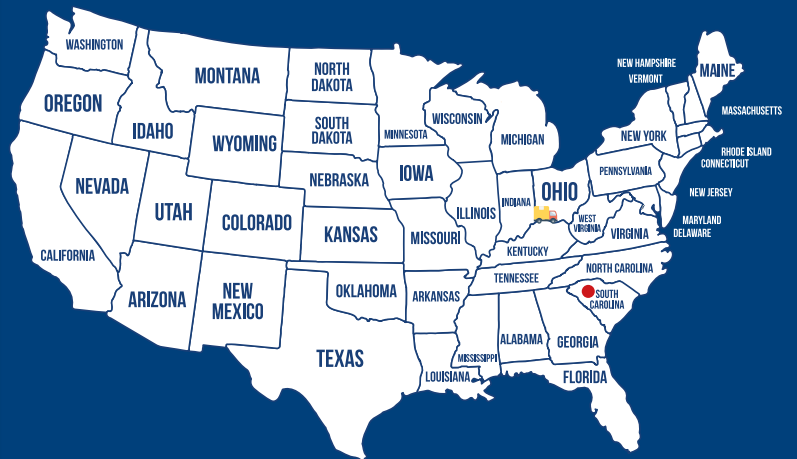 WASHINGTON
OREGON
CALIFORNIA
IDAHO
NEVADA
MONTANA
WYOMING
UTAH
ARIZONA
COLORADO
NEW
MEXICO
NORTH
DAKOTA
SOUTH
DAKOTA
NEBRASKA
KANSAS
OKLAHOMA
TEXAS
MINNESOTA
IOWA
MISSOURI
ARKANSAS
LOUISIANA
WISCONSIN
ILLINOIS
MICHIGAN
INDIANA
OHIO
KENTUCKY
TENNESSEE
MISSISSIPPI
ALABAMA
GEORGIA
FLORIDA
SOUTH
CAROLINA
NORTH CAROLINA
VIRGINIA
WEST
VIRGINIA
PENNSYLVANIA
NEW YORK
NEW HAMPSHIRE
VERMONT
MAINE
MASSACHUSETTS
RHODE ISLAND
CONNECTICUT
NEW JERSEY
MARYLAND
DELAWARE